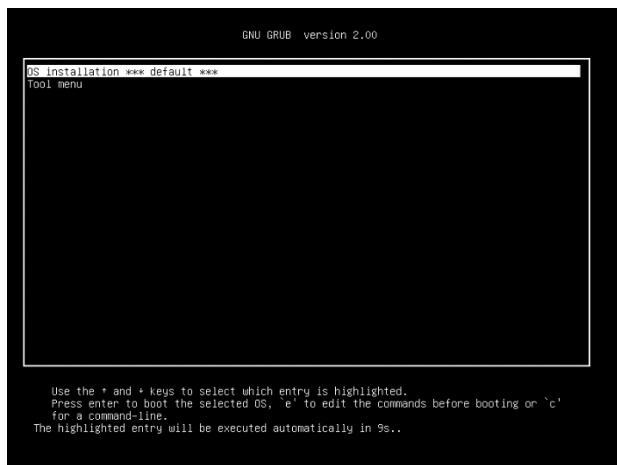 GNU GRUB  version 2.00
OS installation *** default ***
Tool menu
Use the ↑ and ↓ keys to select which entry is highlighted.
Press enter to boot the selected OS, `e' to edit the commands before booting or `c'
for a command-line.
The highlighted entry will be executed automatically in 9s..